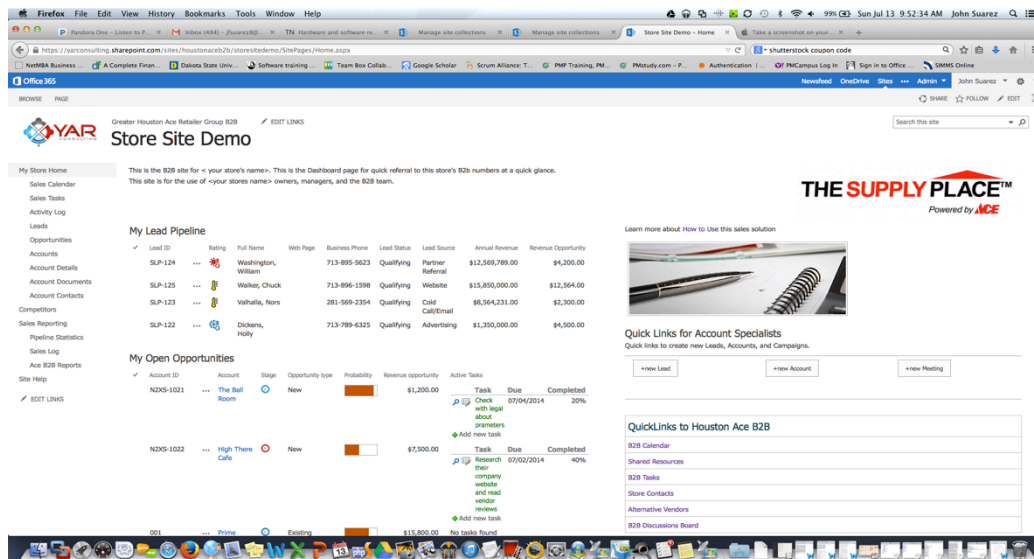 Firefox File Edit View History Bookmarks Tools Window Help 99% Sun Jul 13 9:52:34 AM John Suarez
Pandora One - Listen to P... Inbox (484) - Hardware and software re... Manage site collections Manage site collections Store Site Demo - Home Take a screenshot on your...
https://yarconsulting.sharepoint.com/sites/houstonaceb2b/storesitedemo/SitePages/Home.aspx shutterstock coupon code
NetMBA Business ... A Complete Finan... Dakota State Univ... Software training ... Team Box Collab... Google Scholar Scrum Alliance: T... PMP Training, PM... PMstudy.com - P... Authentication |... PMCampus Log In Sign in to Office ... SIMMS Online
Office 365 Newsfeed OneDrive Sites ... Admin John Suarez
BROWSE PAGE SHARE FOLLOW EDIT
YAR
CONSULTING
Greater Houston Ace Retailer Group B2B EDIT LINKS
Store Site Demo
Search this site
My Store Home
Sales Calendar
Sales Tasks
Activity Log
Leads
Opportunities
Accounts
Account Details
Account Documents
Account Contacts
Competitors
Sales Reporting
Pipeline Statistics
Sales Log
Ace B2B Reports
Site Help
EDIT LINKS
This is the B2B site for < your store's name>. This is the Dashboard page for quick referral to this store's B2b numbers at a quick glance.
This site is for the use of <your stores name> owners, managers, and the B2B team.
My Lead Pipeline
Lead ID Rating Full Name Web Page Business Phone Lead Status Lead Source Annual Revenue Revenue Opportunity
SLP-124 ... Washington, William 713-895-5623 Qualifying Partner Referral $12,569,789.00 $4,200.00
SLP-125 ... Walker, Chuck 713-896-1598 Qualifying Website $15,850,000.00 $12,564.00
SLP-123 ... Valhalla, Nors 281-569-2354 Qualifying Cold Call/Email $8,564,231.00 $2,300.00
SLP-122 ... Dickens, Holly 713-789-6325 Qualifying Advertising $1,350,000.00 $4,500.00
My Open Opportunities
Account ID Account Stage Opportunity type Probability Revenue opportunity Active Tasks
N2XS-1021 ... The Ball Room New $1,200.00
Task Due Completed
Check with legal about prameters 07/04/2014 20%
Add new task
N2XS-1022 ... High There Cafe New $7,500.00
Task Due Completed
Research their company website and read vendor reviews 07/02/2014 40%
Add new task
001 ... Prime Existing $15,800.00 No tasks found
THE SUPPLY PLACE™
Powered by ACE
Learn more about How to Use this sales solution
Quick Links for Account Specialists
Quick links to create new Leads, Accounts, and Campaigns.
+new Lead +new Account +new Meeting
QuickLinks to Houston Ace B2B
B2B Calendar
Shared Resources
B2B Tasks
Store Contacts
Alternative Vendors
B2B Discussions Board